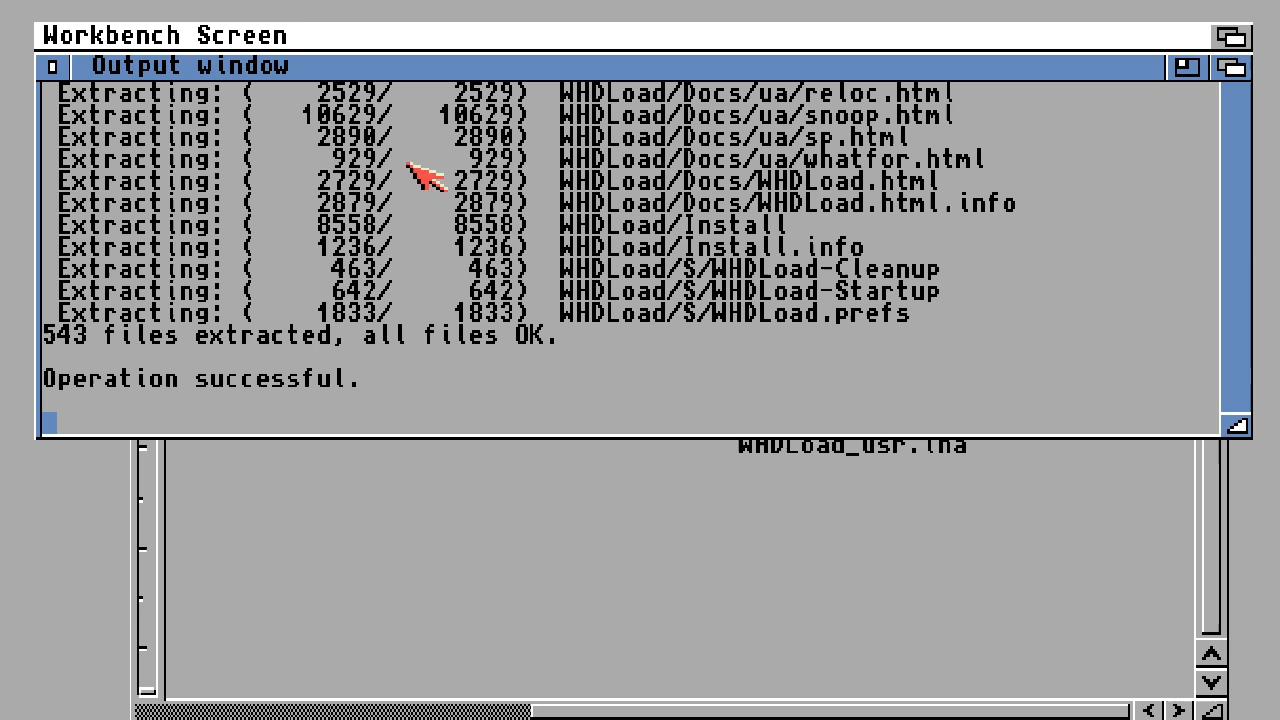 Workbench Screen
Output window
Extracting: ( 2529/ 2529) WHDLoad/Docs/ua/reloc.html
Extracting: ( 10629/ 10629) WHDLoad/Docs/ua/snoop.html
Extracting: ( 2890/ 2890) WHDLoad/Docs/ua/sp.html
Extracting: ( 929/ 929) WHDLoad/Docs/ua/whatfor.html
Extracting: ( 2729/ 2729) WHDLoad/Docs/WHDLoad.html
Extracting: ( 2879/ 2879) WHDLoad/Docs/WHDLoad.html.info
Extracting: ( 8558/ 8558) WHDLoad/Install
Extracting: ( 1236/ 1236) WHDLoad/Install.info
Extracting: ( 463/ 463) WHDLoad/S/WHDLoad-Cleanup
Extracting: ( 642/ 642) WHDLoad/S/WHDLoad-Startup
Extracting: ( 1833/ 1833) WHDLoad/S/WHDLoad.prefs
543 files extracted, all files OK.
Operation successful.
WHDLoad_usr.lha